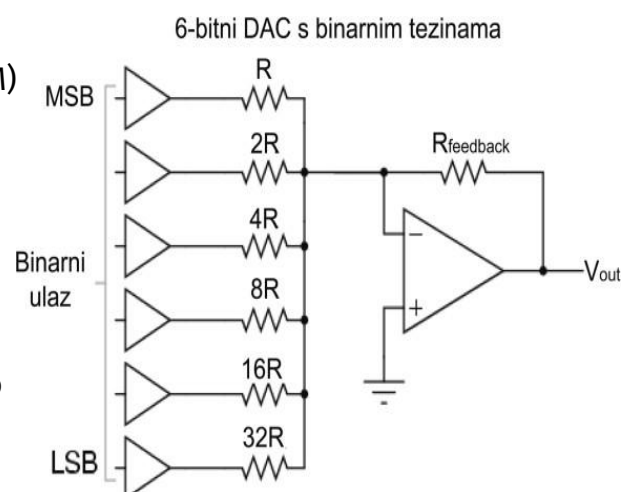 6-bitni DAC s binarnim tezinama
MSB
R
2R
Rfeedback
4R
Binarni
ulaz
8R
Vout
16R
LSB
32R
−
+